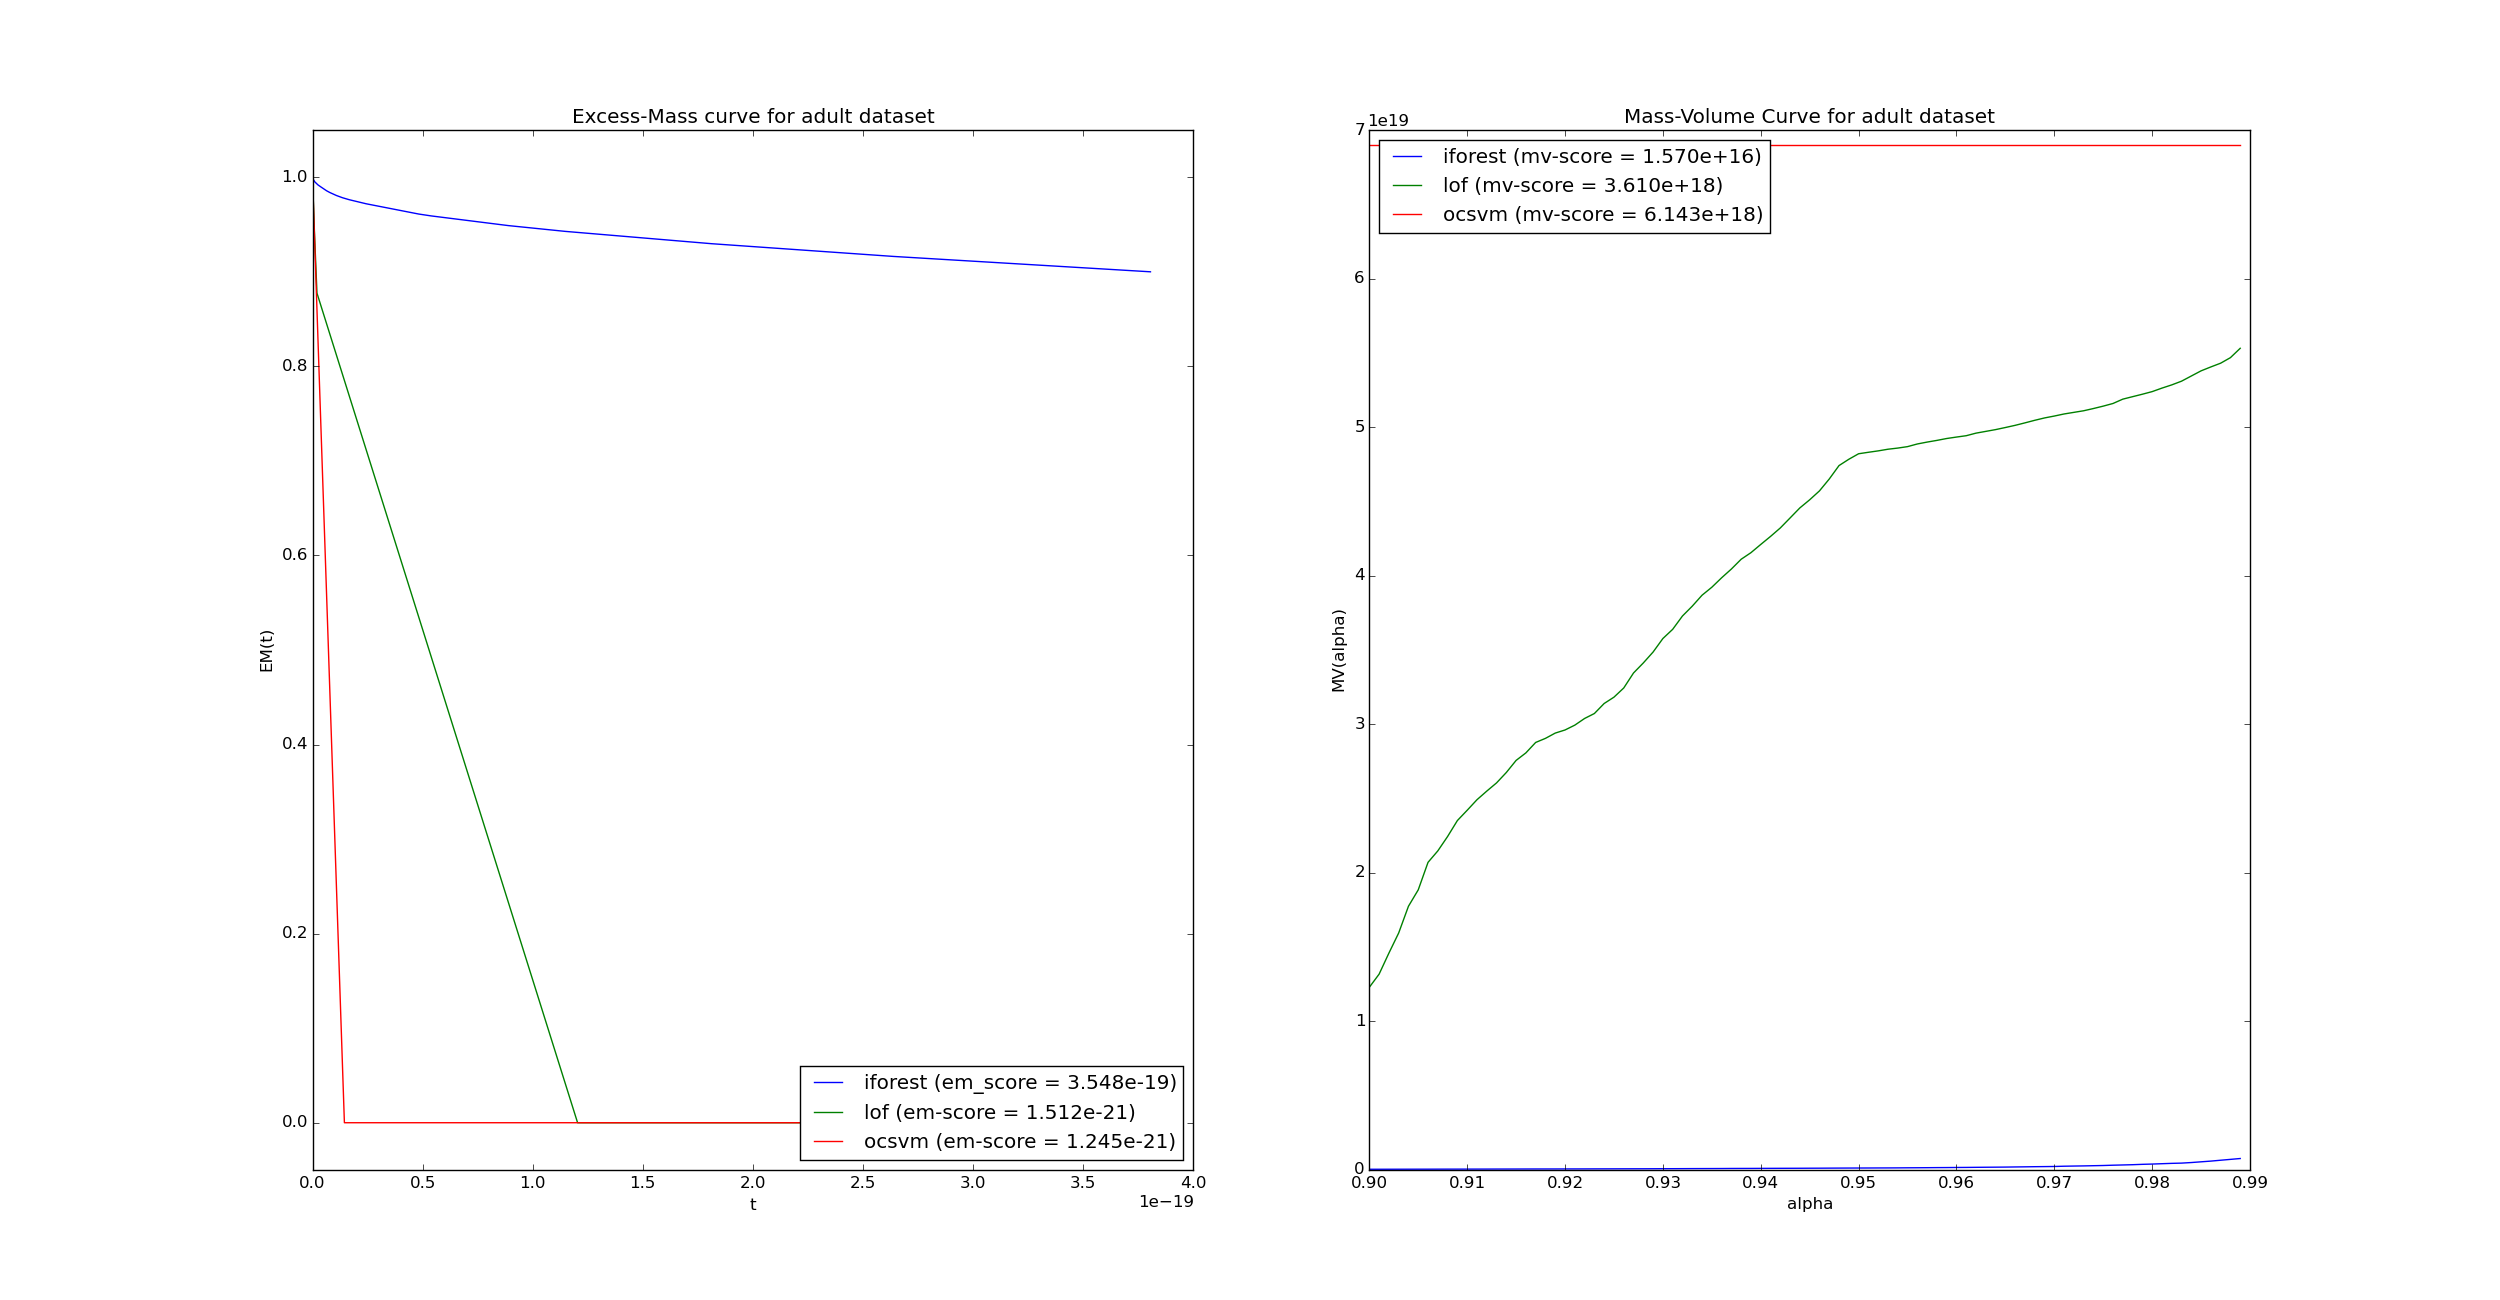 Excess-Mass curve for adult dataset
1.0
0.8
0.6
0.4
0.2
0.0
EM(t)
iforest (em_score = 3.548e-19)
lof (em-score = 1.512e-21)
ocsvm (em-score = 1.245e-21)
0.0 0.5 1.0 1.5 2.0 2.5 3.0 3.5 4.0
1e−19
t
Mass-Volume Curve for adult dataset
1e19
7
6
5
4
3
2
1
0
MV(alpha)
iforest (mv-score = 1.570e+16)
lof (mv-score = 3.610e+18)
ocsvm (mv-score = 6.143e+18)
0.90 0.91 0.92 0.93 0.94 0.95 0.96 0.97 0.98 0.99
alpha